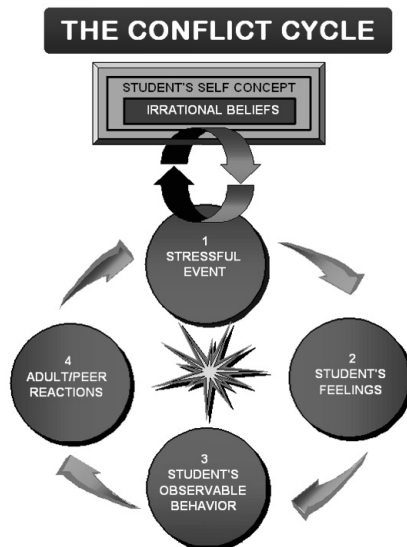 THE CONFLICT CYCLE
STUDENT'S SELF CONCEPT
IRRATIONAL BELIEFS
1
STRESSFUL
EVENT
2
STUDENT'S
FEELINGS
3
STUDENT'S
OBSERVABLE
BEHAVIOR
4
ADULT/PEER
REACTIONS